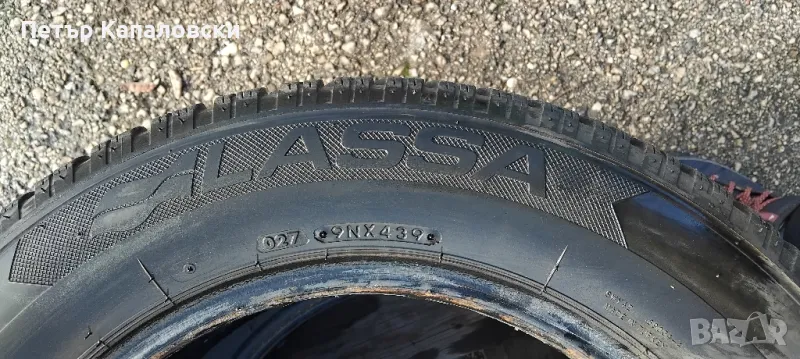 Петър Капаловски
LASSA
027 9NX439
BAZAR